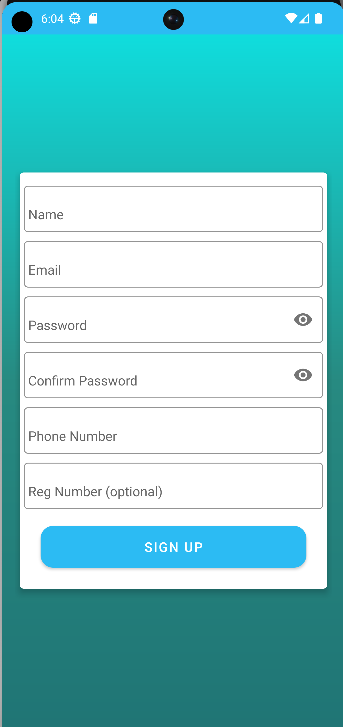 6:04
Name
Email
Password
Confirm Password
Phone Number
Reg Number (optional)
SIGN UP